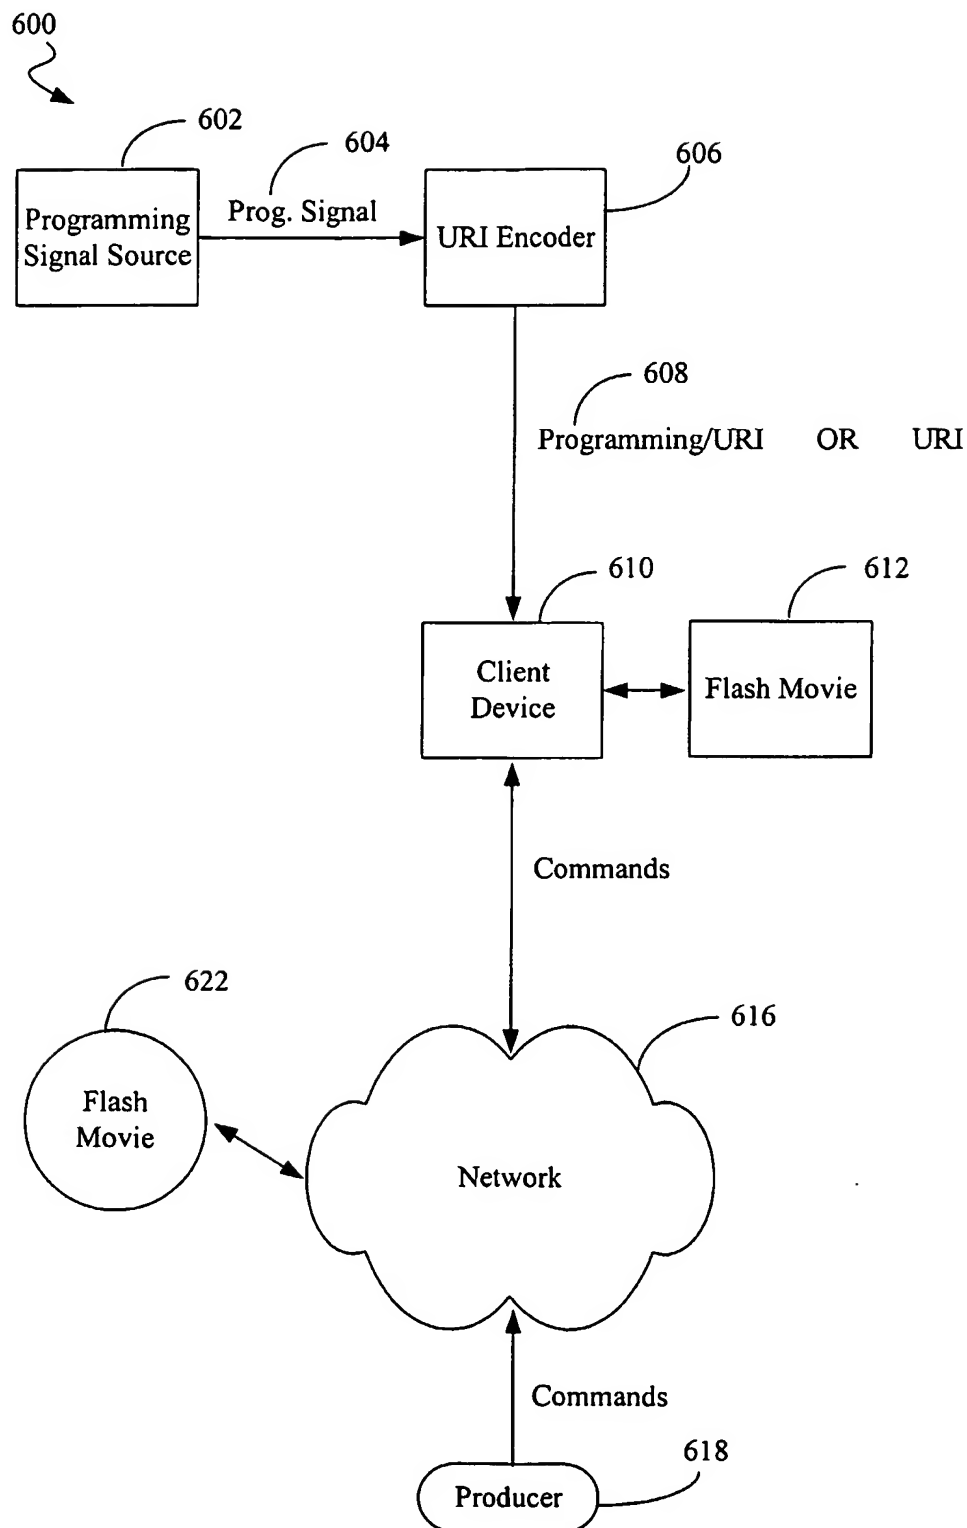 600
602
604
606
Programming
Signal Source
Prog. Signal
URI Encoder
608
Programming/URI OR URI
610
612
Client
Device
Flash Movie
Commands
622
616
Flash
Movie
Network
Commands
618
Producer